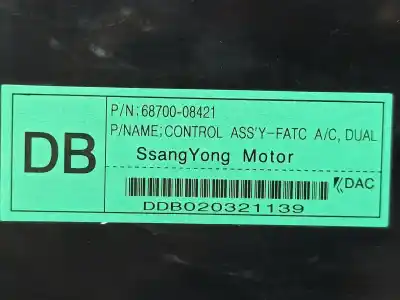 P/N;68700-08421
P/NAME;CONTROL ASS'Y-FATC A/C, DUAL
DB
SsangYong Motor
DAC
DDB020321139